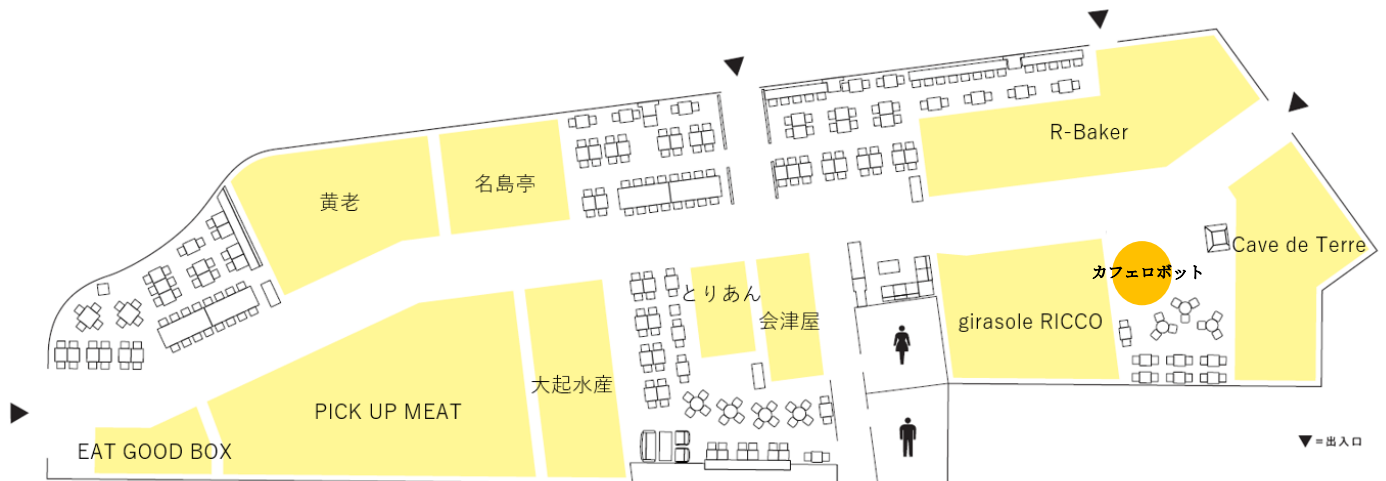 R-Baker
名島亭
黄老
Cave de Terre
カフェロボット
とりあん
会津屋
girasole RICCO
大起水産
PICK UP MEAT
EAT GOOD BOX
▼=出入口